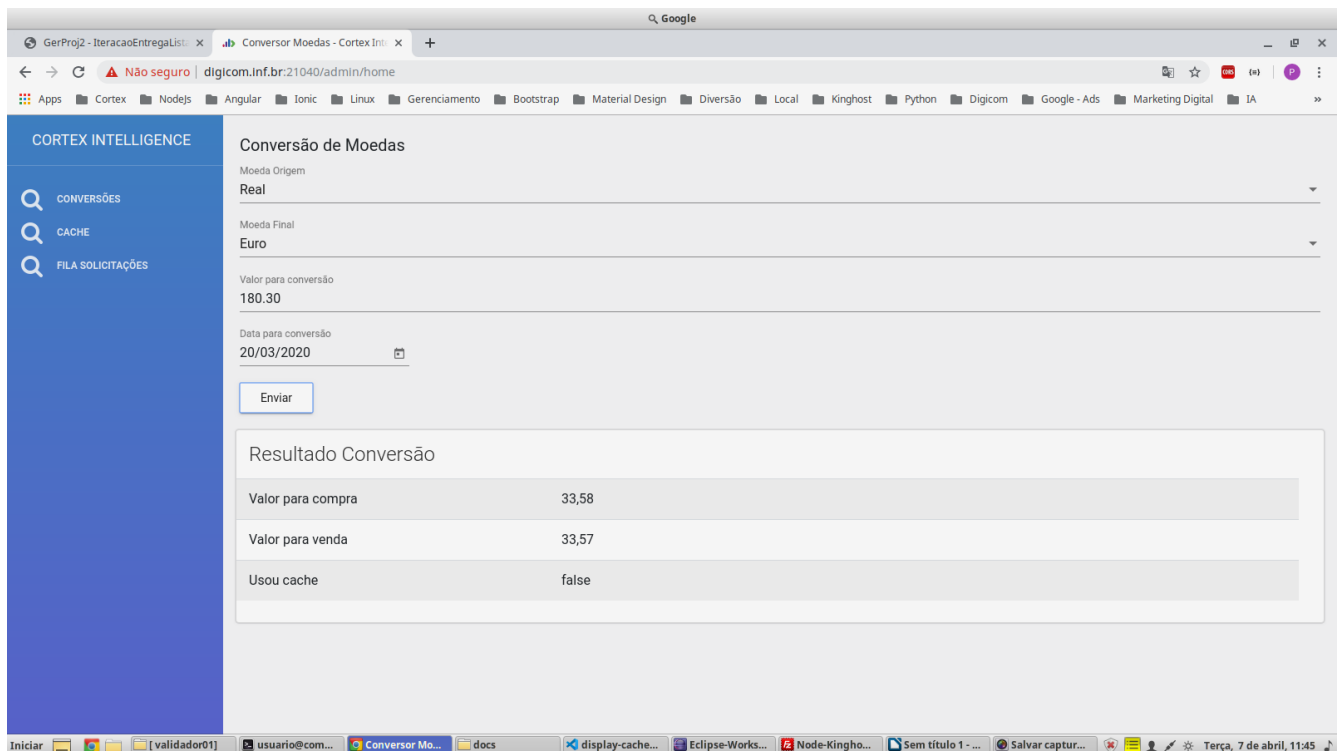 Google
GerProj2 - IteracaoEntregaLista
Conversor Moedas - Cortex Inte
Não seguro | digicom.inf.br:21040/admin/home
Apps Cortex NodeJs Angular Ionic Linux Gerenciamento Bootstrap Material Design Diversão Local Kinghost Python Digicom Google - Ads Marketing Digital IA »
CORTEX INTELLIGENCE
CONVERSÕES
CACHE
FILA SOLICITAÇÕES
Conversão de Moedas
Moeda Origem
Real
Moeda Final
Euro
Valor para conversão
180.30
Data para conversão
20/03/2020
Enviar
Resultado Conversão
Valor para compra 33,58
Valor para venda 33,57
Usou cache false
Iniciar [ validador01] usuario@com... Conversor Mo... docs display-cache... Eclipse-Works... Node-Kingho... Sem título 1 - ... Salvar captur... Terça, 7 de abril, 11:45